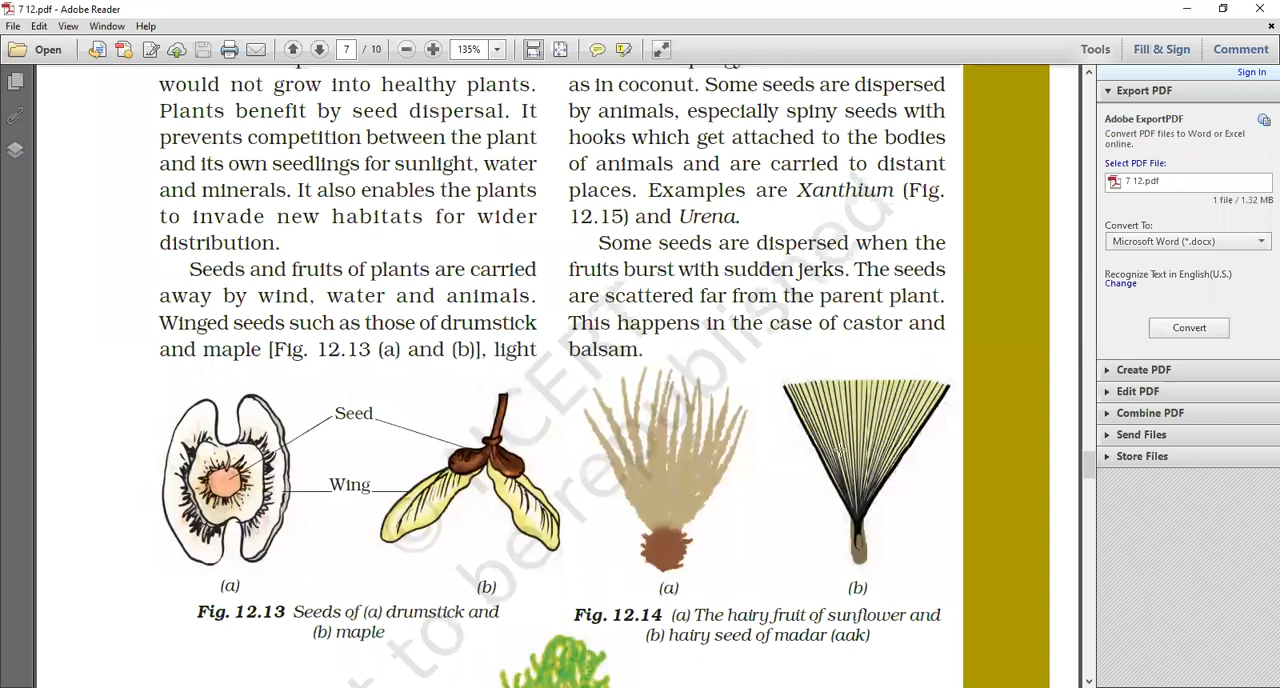 7 12.pdf - Adobe Reader
File Edit View Window Help
Open 7 / 10 135% Tools Fill & Sign Comment
Sign In
would not grow into healthy plants.
Plants benefit by seed dispersal. It
prevents competition between the plant
and its own seedlings for sunlight, water
and minerals. It also enables the plants
to invade new habitats for wider
distribution.
Seeds and fruits of plants are carried
away by wind, water and animals.
Winged seeds such as those of drumstick
and maple [Fig. 12.13 (a) and (b)], light
Seed
Wing
(a)
(b)
Fig. 12.13 Seeds of (a) drumstick and
(b) maple
as in coconut. Some seeds are dispersed
by animals, especially spiny seeds with
hooks which get attached to the bodies
of animals and are carried to distant
places. Examples are Xanthium (Fig.
12.15) and Urena.
Some seeds are dispersed when the
fruits burst with sudden jerks. The seeds
are scattered far from the parent plant.
This happens in the case of castor and
balsam.
(a)
(b)
Fig. 12.14 (a) The hairy fruit of sunflower and
(b) hairy seed of madar (aak)
© NCERT
not to be republished
Export PDF
Adobe ExportPDF
Convert PDF files to Word or Excel
online.
Select PDF File:
7 12.pdf
1 file / 1.32 MB
Convert To:
Microsoft Word (*.docx)
Recognize Text in English(U.S.)
Change
Convert
Create PDF
Edit PDF
Combine PDF
Send Files
Store Files